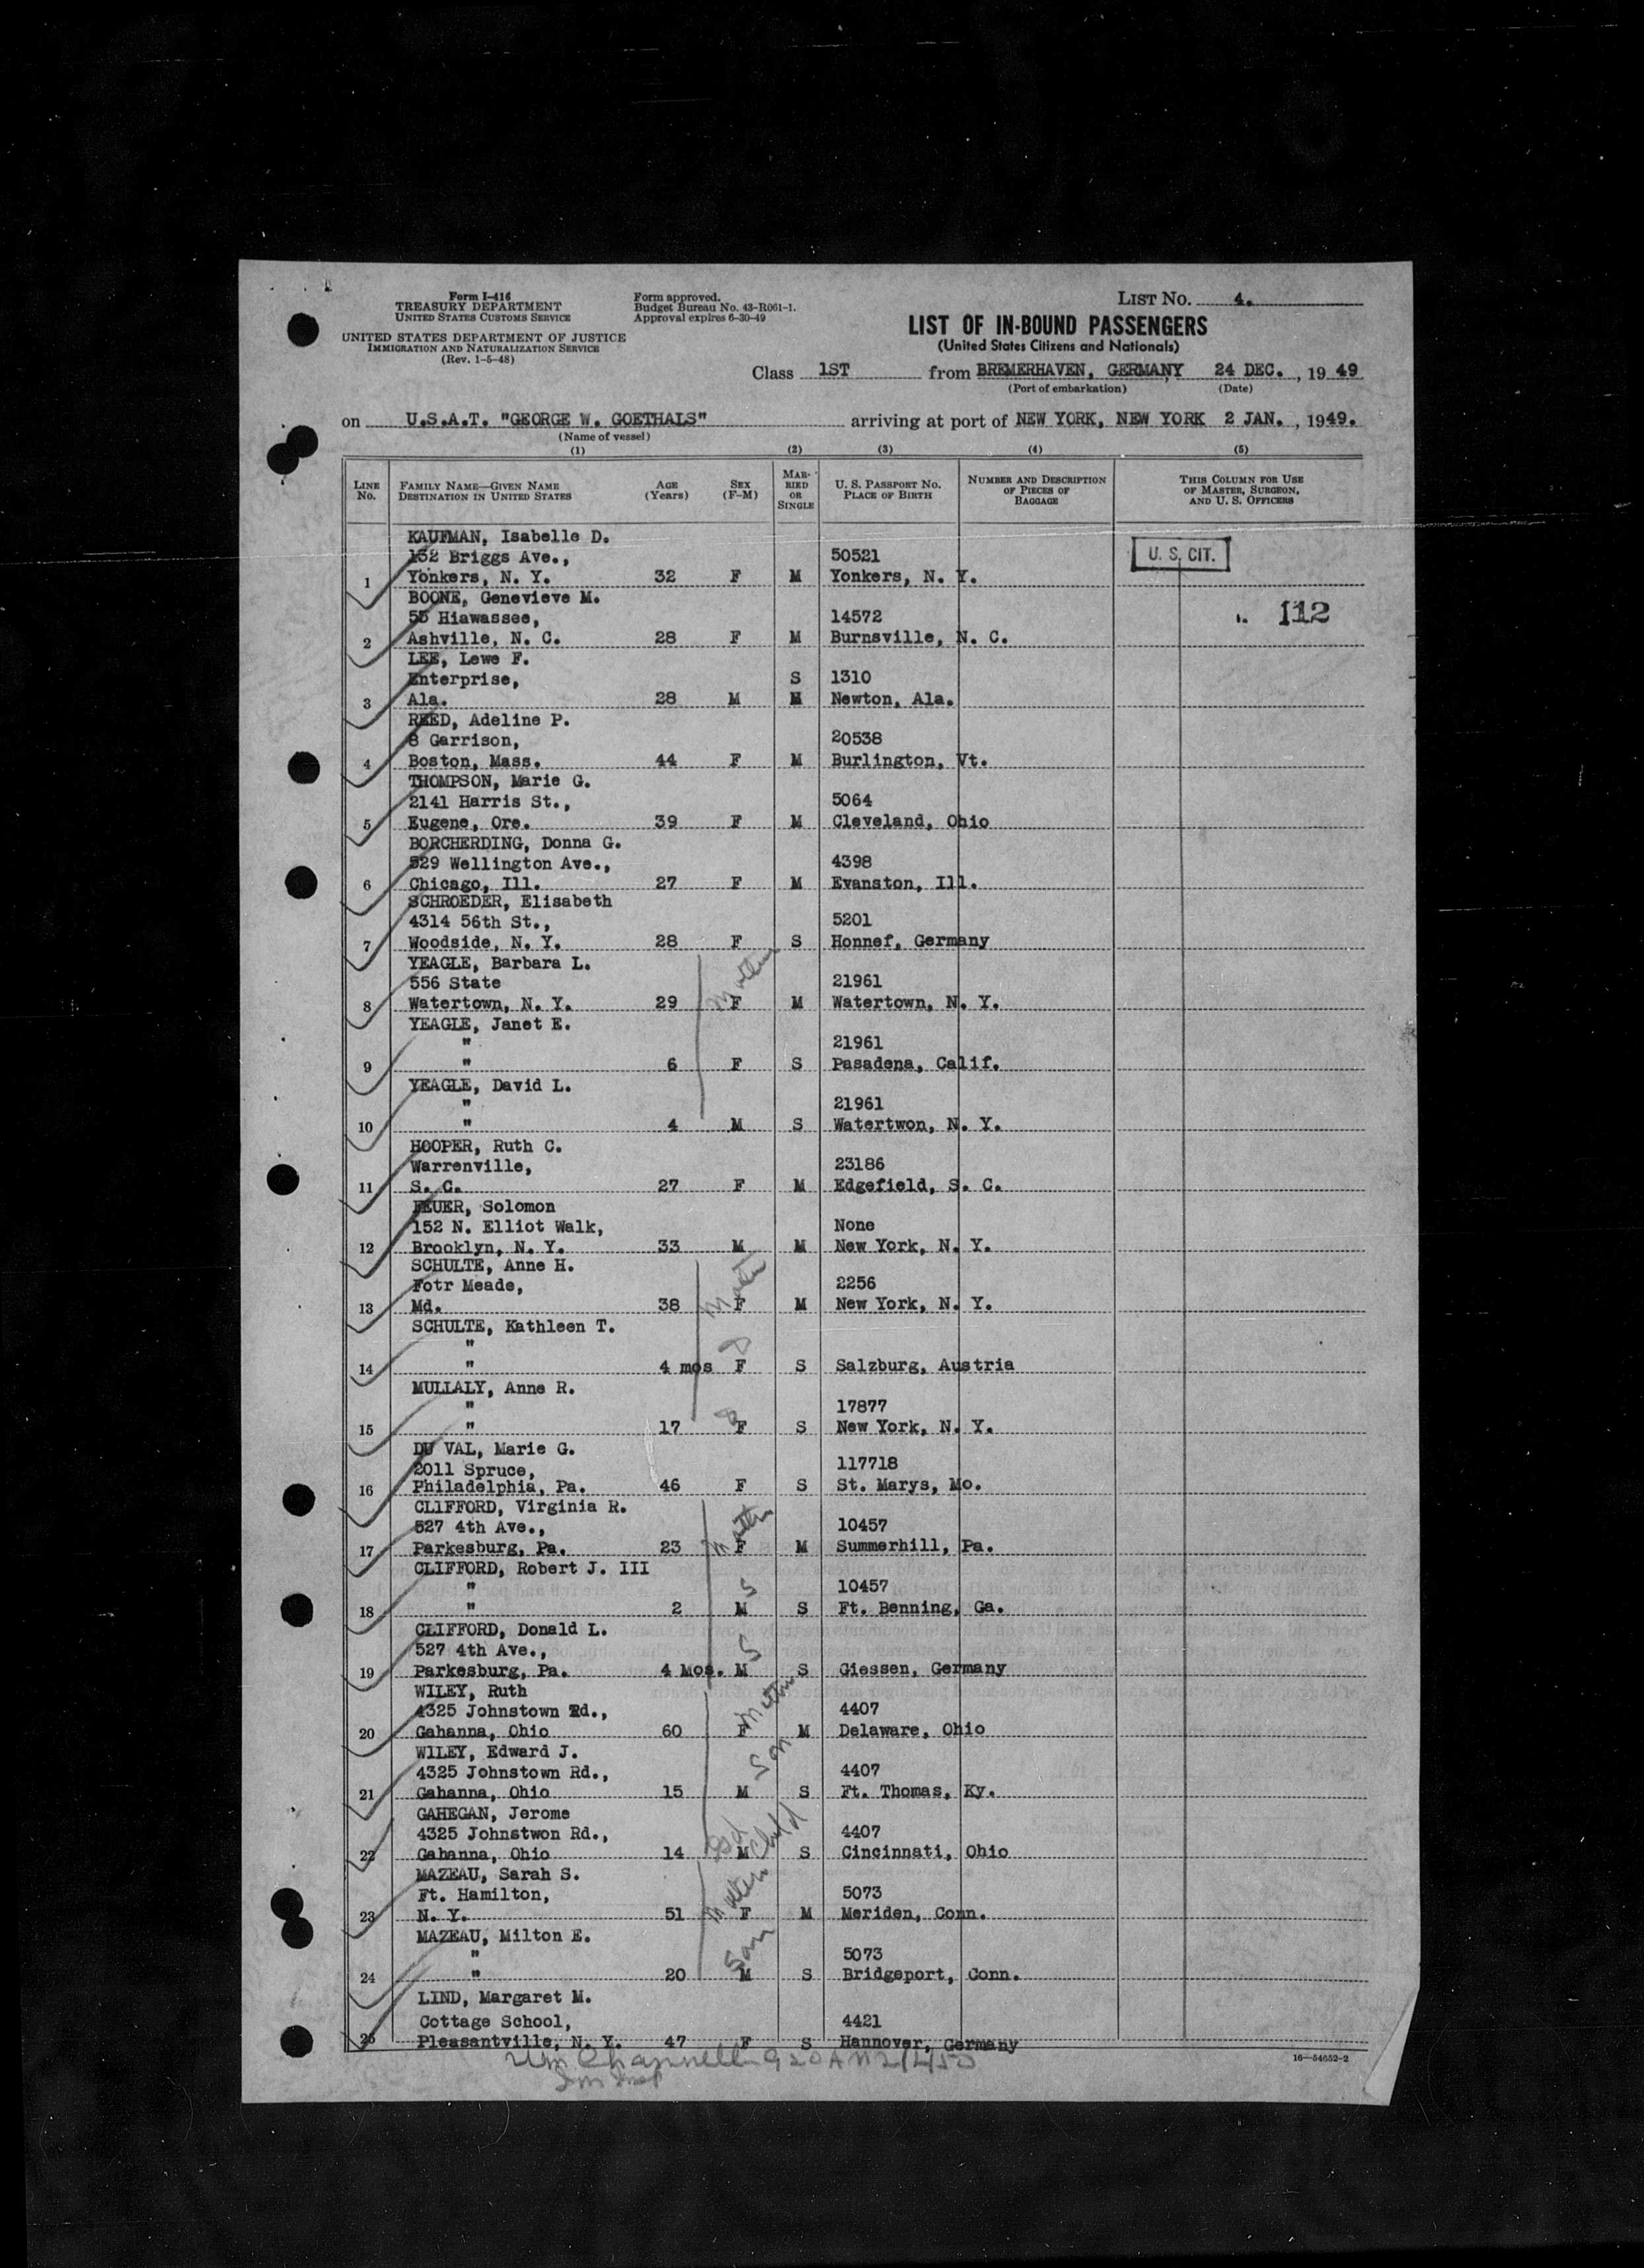 Form I-416
TREASURY DEPARTMENT
UNITED STATES CUSTOMS SERVICE
UNITED STATES DEPARTMENT OF JUSTICE
IMMIGRATION AND NATURALIZATION SERVICE
(Rev. 1-5-48)
Form approved.
Budget Bureau No. 43-R061-1.
Approval expires 6-30-49
LIST NO. 4.
LIST OF IN-BOUND PASSENGERS
(United States Citizens and Nationals)
Class 1ST from BREMERHAVEN, GERMANY 24 DEC., 1949
(Port of embarkation) (Date)
on U.S.A.T. "GEORGE W. GOETHALS" arriving at port of NEW YORK, NEW YORK 2 JAN., 1949.
(Name of vessel)
(1) (2) (3) (4) (5)
LINE NO. FAMILY NAME—GIVEN NAME DESTINATION IN UNITED STATES AGE (YEARS) SEX (F-M) MARRIED OR SINGLE U. S. PASSPORT NO. PLACE OF BIRTH NUMBER AND DESCRIPTION OF PIECES OF BAGGAGE THIS COLUMN FOR USE OF MASTER, SURGEON, AND U. S. OFFICERS
KAUFMAN, Isabelle D.
132 Briggs Ave., 50521 U. S. CIT.
1 Yonkers, N. Y. 32 F M Yonkers, N. Y.
BOONE, Genevieve M.
55 Hiawassee, 14572 112
2 Ashville, N. C. 28 F M Burnsville, N. C.
LEE, Lewe F.
Enterprise, S 1310
3 Ala. 28 M M Newton, Ala.
REED, Adeline P.
8 Garrison, 20538
4 Boston, Mass. 44 F M Burlington, Vt.
THOMPSON, Marie G.
2141 Harris St., 5064
5 Eugene, Ore. 39 F M Cleveland, Ohio
BORCHERDING, Donna G.
529 Wellington Ave., 4398
6 Chicago, Ill. 27 F M Evanston, Ill.
SCHROEDER, Elisabeth
4314 56th St., 5201
7 Woodside, N. Y. 28 F S Honnef, Germany
YEAGLE, Barbara L.
556 State Mother 21961
8 Watertown, N. Y. 29 F M Watertown, N. Y.
YEAGLE, Janet E.
" 21961
9 " 6 F S Pasadena, Calif.
YEAGLE, David L.
" 21961
10 " 4 M S Watertwon, N. Y.
HOOPER, Ruth C.
Warrenville, 23186
11 S. C. 27 F M Edgefield, S. C.
FEUER, Solomon
152 N. Elliot Walk, None
12 Brooklyn, N. Y. 33 M M New York, N. Y.
SCHULTE, Anne H.
Fotr Meade, Mother 2256
13 Md. 38 F M New York, N. Y.
SCHULTE, Kathleen T.
"
14 " 4 mos F S Salzburg, Austria
MULLALY, Anne R.
" 17877
15 " 17 F S New York, N. Y.
DU VAL, Marie G.
2011 Spruce, 117718
16 Philadelphia, Pa. 46 F S St. Marys, Mo.
CLIFFORD, Virginia R.
527 4th Ave., Mother 10457
17 Parkesburg, Pa. 23 F M Summerhill, Pa.
CLIFFORD, Robert J. III
" S 10457
18 " 2 M S Ft. Benning, Ga.
CLIFFORD, Donald L.
527 4th Ave., S
19 Parkesburg, Pa. 4 Mos. M S Giessen, Germany
WILEY, Ruth
4325 Johnstown Rd., Mother 4407
20 Gahanna, Ohio 60 F M Delaware, Ohio
WILEY, Edward J.
4325 Johnstown Rd., Son 4407
21 Gahanna, Ohio 15 M S Ft. Thomas, Ky.
GAHEGAN, Jerome
4325 Johnstwon Rd., Gd Child 4407
22 Gahanna, Ohio 14 M S Cincinnati, Ohio
MAZEAU, Sarah S.
Ft. Hamilton, Mother 5073
23 N. Y. 51 F M Meriden, Conn.
MAZEAU, Milton E.
" Son 5073
24 " 20 M S Bridgeport, Conn.
LIND, Margaret M.
Cottage School, 4421
25 Pleasantville, N. Y. 47 F S Hannover, Germany
16—54652-2